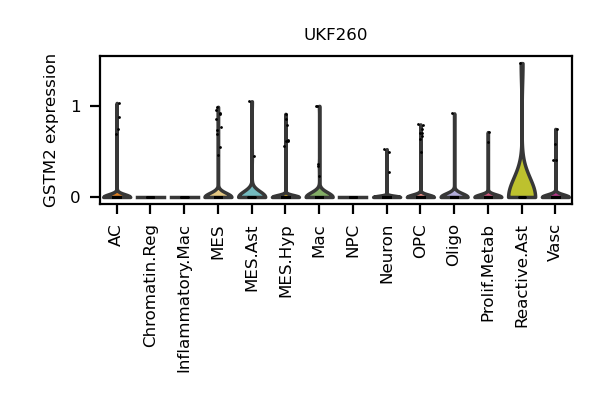 UKF260
GSTM2 expression
1
0
AC
Chromatin.Reg
Inflammatory.Mac
MES
MES.Ast
MES.Hyp
Mac
NPC
Neuron
OPC
Oligo
Prolif.Metab
Reactive.Ast
Vasc